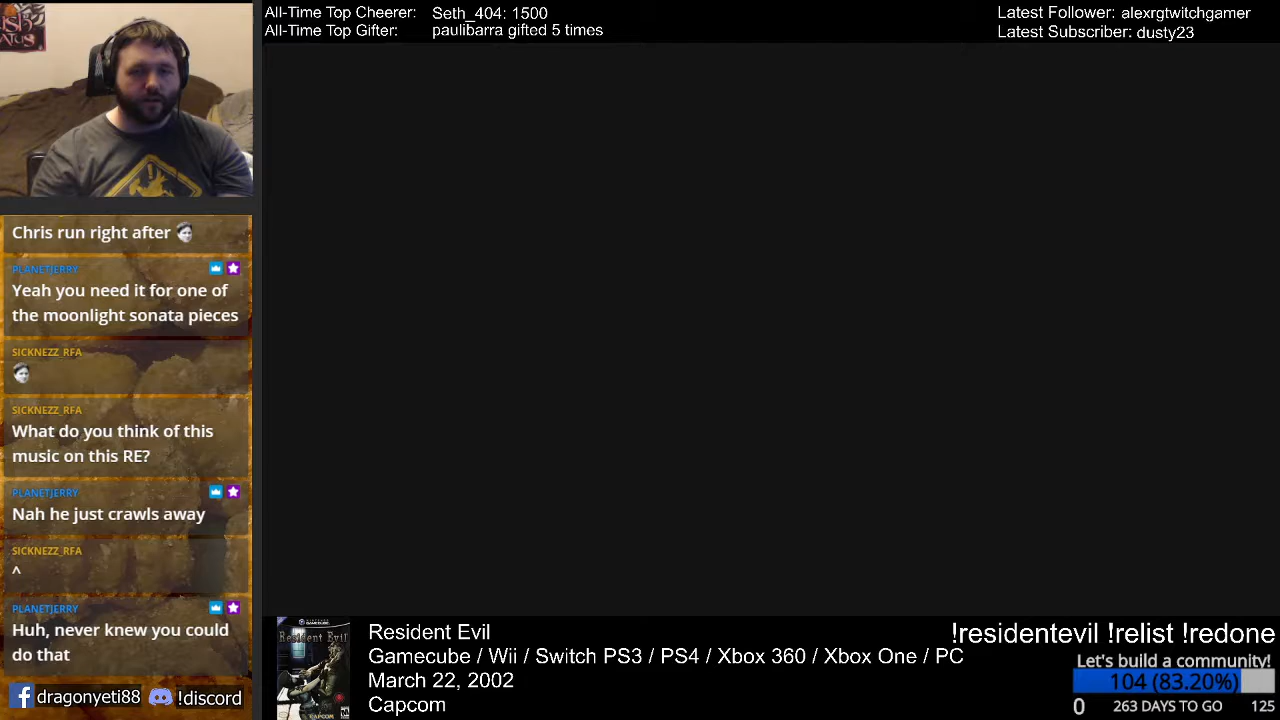 All-Time Top Cheerer: Seth_404: 1500
All-Time Top Gifter: paulibarra gifted 5 times
Latest Follower: alexrgtwitchgamer
Latest Subscriber: dusty23
Chris run right after
PLANETJERRY
Yeah you need it for one of
the moonlight sonata pieces
SICKNEZZ_RFA
SICKNEZZ_RFA
What do you think of this
music on this RE?
PLANETJERRY
Nah he just crawls away
SICKNEZZ_RFA
^
PLANETJERRY
Huh, never knew you could
do that
dragonyeti88 !discord
Resident Evil
CAPCOM
Resident Evil
Gamecube / Wii / Switch PS3 / PS4 / Xbox 360 / Xbox One / PC
March 22, 2002
Capcom
!residentevil !relist !redone
Let's build a community!
104 (83.20%)
0 263 DAYS TO GO 125